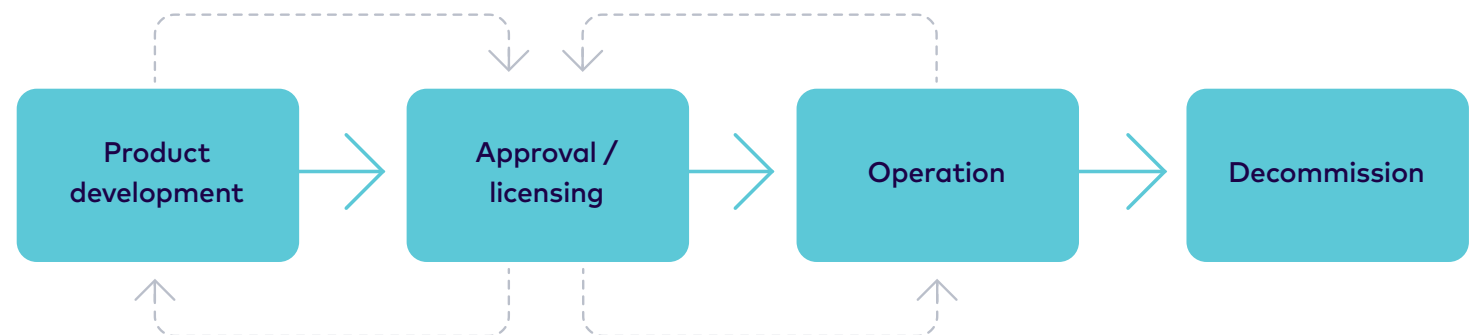 Product
development
Approval /
licensing
Operation
Decommission